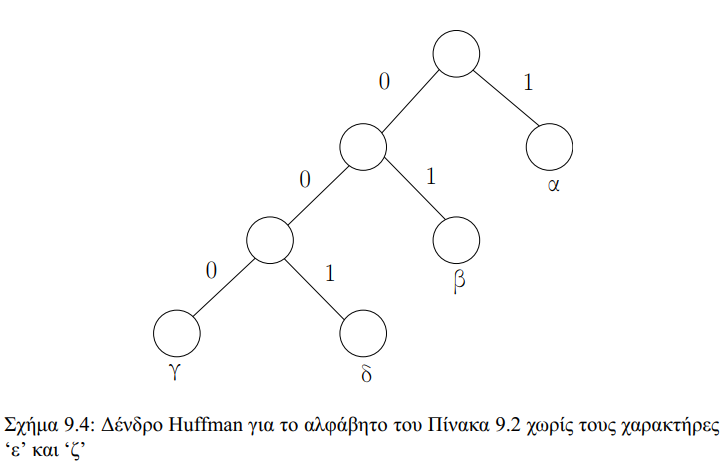 0 1
0 1 α
0 1 β
γ δ
Σχήμα 9.4: Δένδρο Huffman για το αλφάβητο του Πίνακα 9.2 χωρίς τους χαρακτήρες
‘ε’ και ‘ζ’